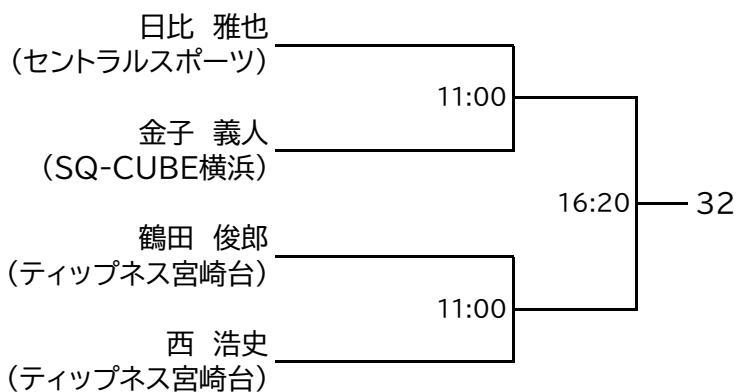 日比　雅也
(セントラルスポーツ)
11:00
金子　義人
(SQ-CUBE横浜)
16:20
32
鶴田　俊郎
(ティップネス宮崎台)
11:00
西　浩史
(ティップネス宮崎台)